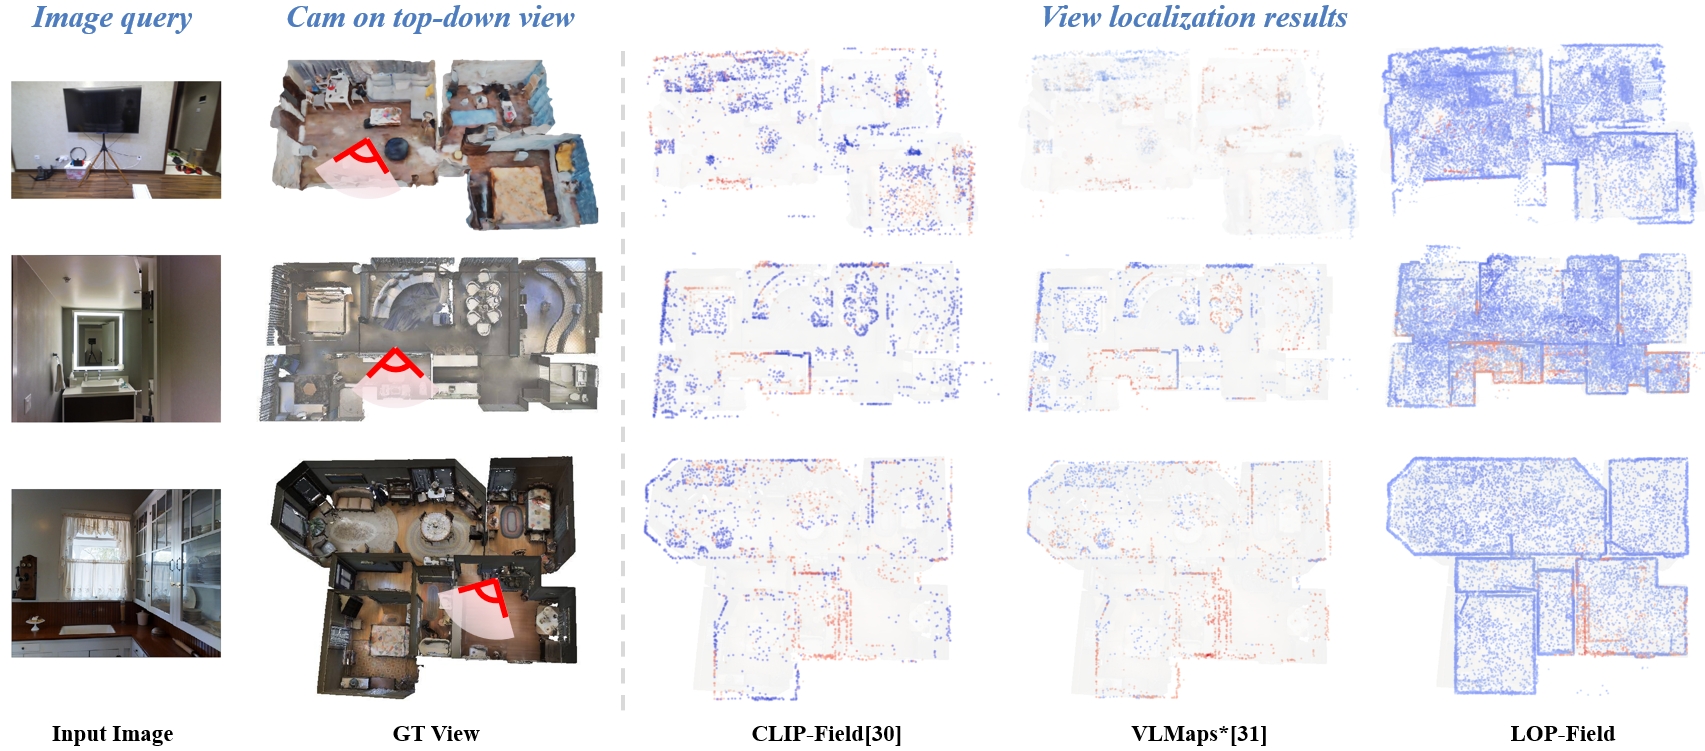 Image query
Cam on top-down view
View localization results
Input Image
GT View
CLIP-Field[30]
VLMaps*[31]
LOP-Field